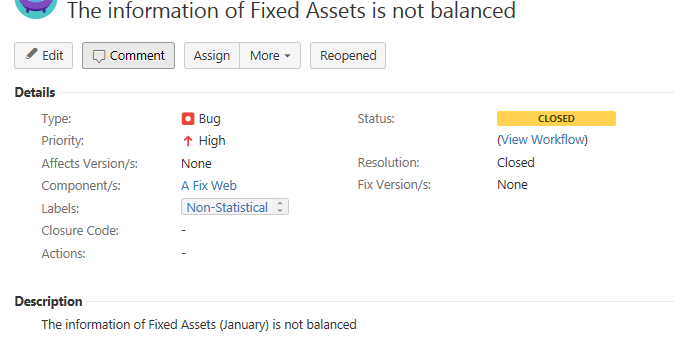 The information of Fixed Assets is not balanced
Edit Comment Assign More Reopened
Details
Type: Bug Status: CLOSED
(View Workflow)
Priority: High
Affects Version/s: None Resolution: Closed
Component/s: A Fix Web Fix Version/s: None
Labels: Non-Statistical
Closure Code: -
Actions: -
Description
The information of Fixed Assets (January) is not balanced